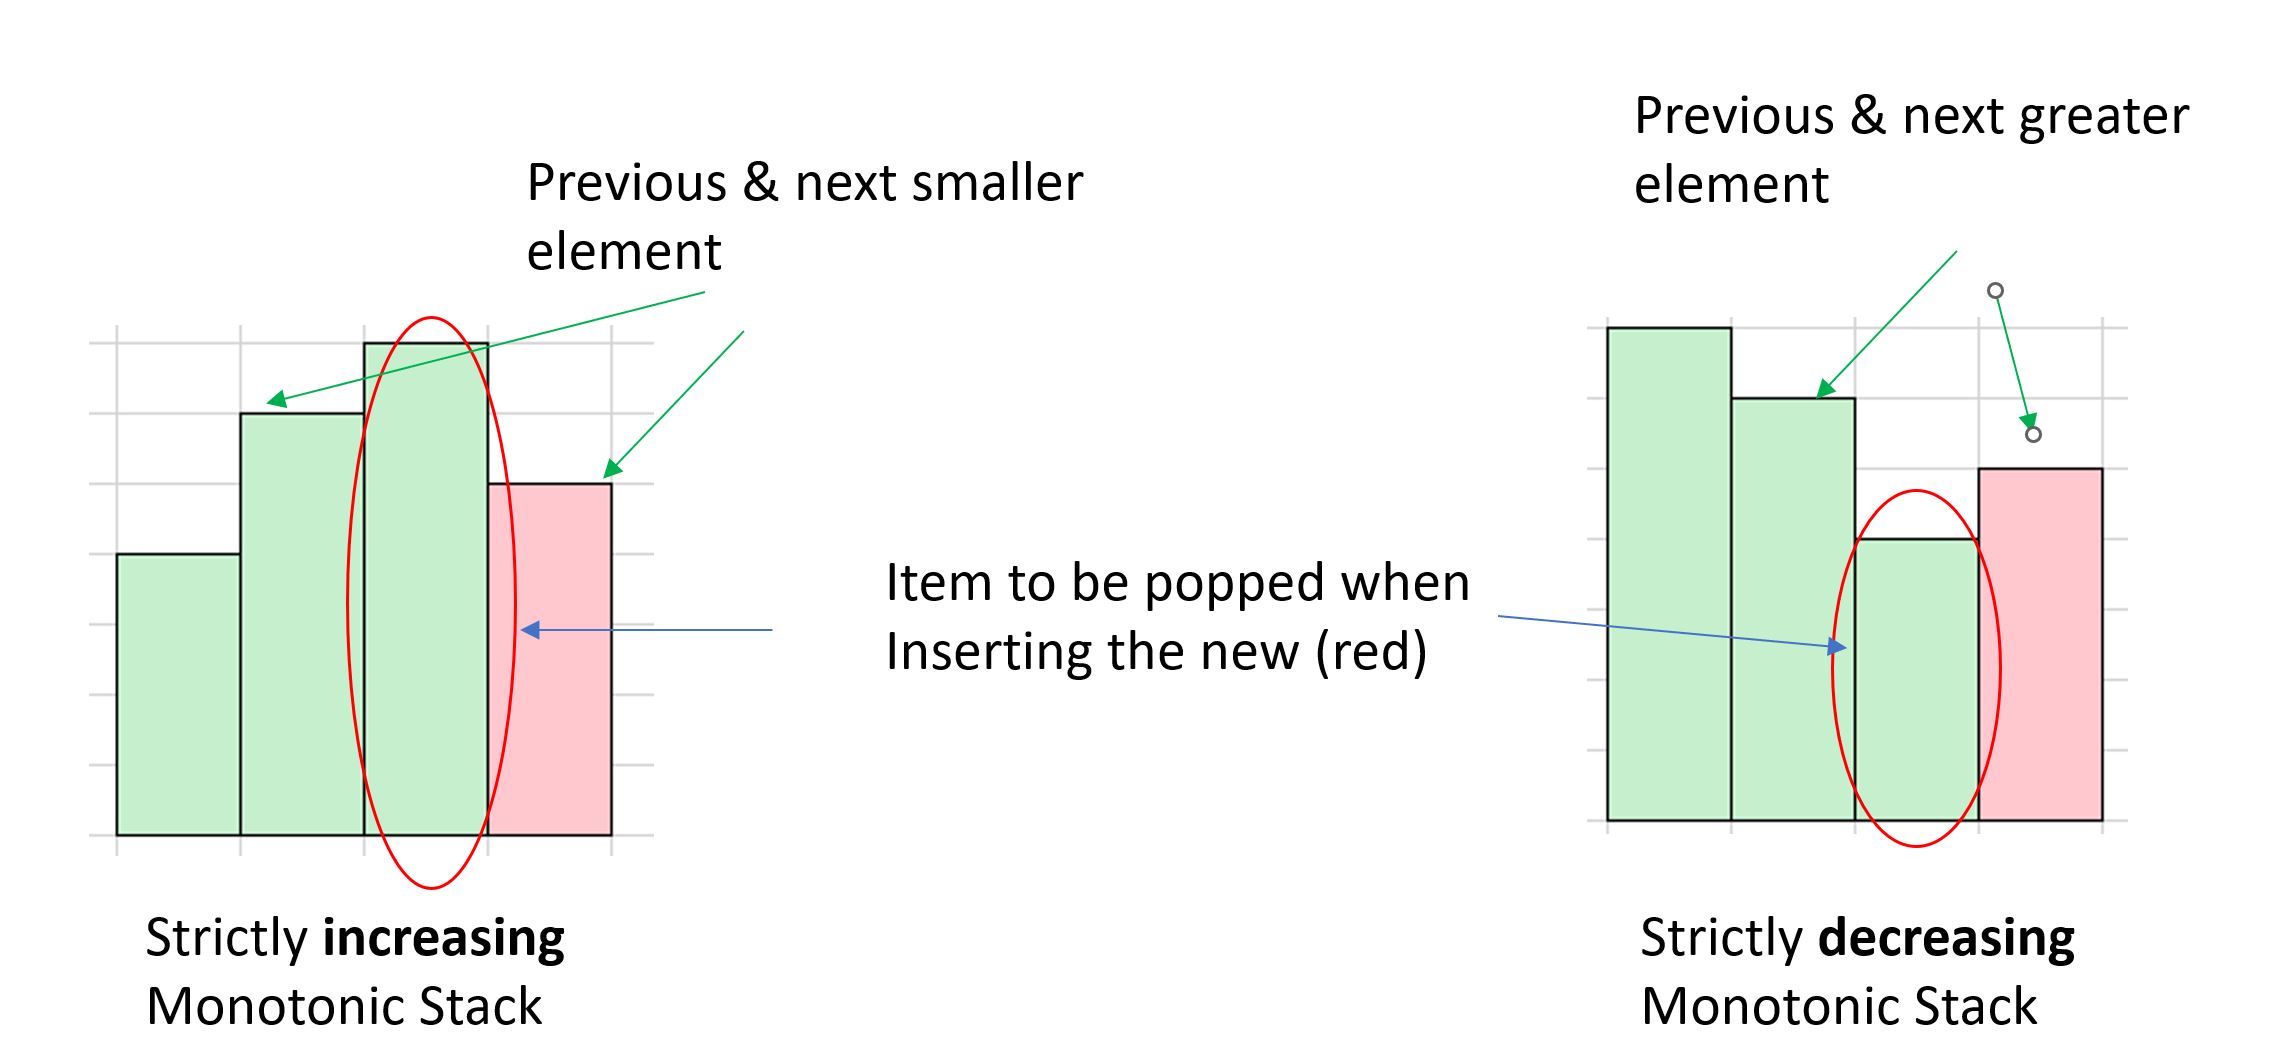 Previous & next smaller
element
Previous & next greater
element
Item to be popped when
Inserting the new (red)
Strictly increasing
Monotonic Stack
Strictly decreasing
Monotonic Stack